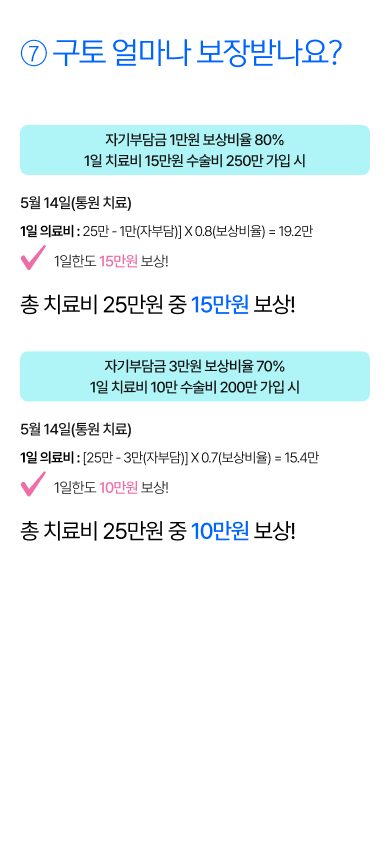 ⑦ 구토 얼마나 보장받나요?
자기부담금 1만원 보상비율 80%
1일 치료비 15만원 수술비 250만 가입 시
5월 14일(통원 치료)
1일 의료비 : 25만 - 1만(자부담)] X 0.8(보상비율) = 19.2만
1일한도 15만원 보상!
총 치료비 25만원 중 15만원 보상!
자기부담금 3만원 보상비율 70%
1일 치료비 10만 수술비 200만 가입 시
5월 14일(통원 치료)
1일 의료비 : [25만 - 3만(자부담)] X 0.7(보상비율) = 15.4만
1일한도 10만원 보상!
총 치료비 25만원 중 10만원 보상!